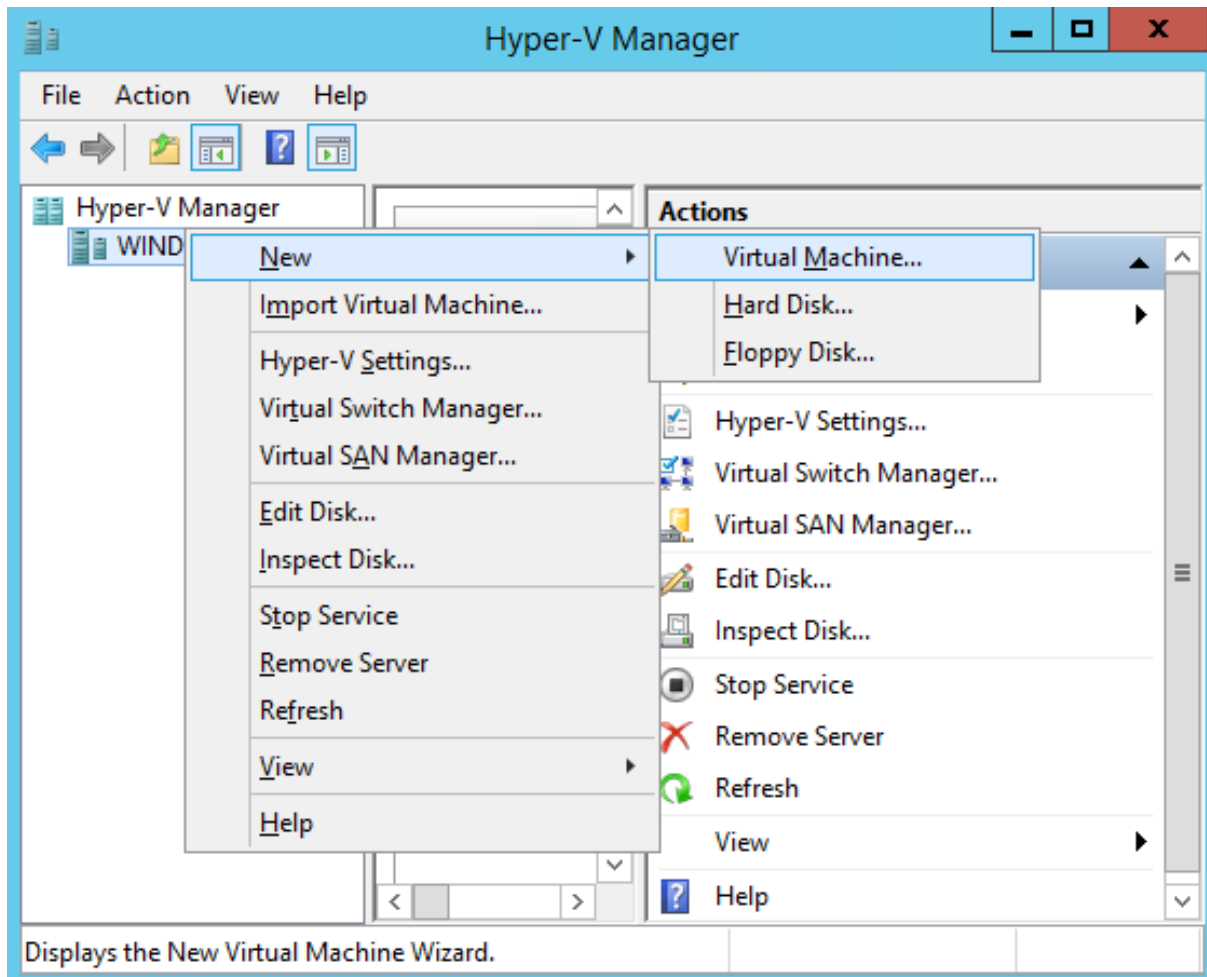 Hyper-V Manager
File Action View Help
Hyper-V Manager
WIND
New
Import Virtual Machine...
Hyper-V Settings...
Virtual Switch Manager...
Virtual SAN Manager...
Edit Disk...
Inspect Disk...
Stop Service
Remove Server
Refresh
View
Help
Virtual Machine...
Hard Disk...
Floppy Disk...
Actions
Hyper-V Settings...
Virtual Switch Manager...
Virtual SAN Manager...
Edit Disk...
Inspect Disk...
Stop Service
Remove Server
Refresh
View
Help
Displays the New Virtual Machine Wizard.